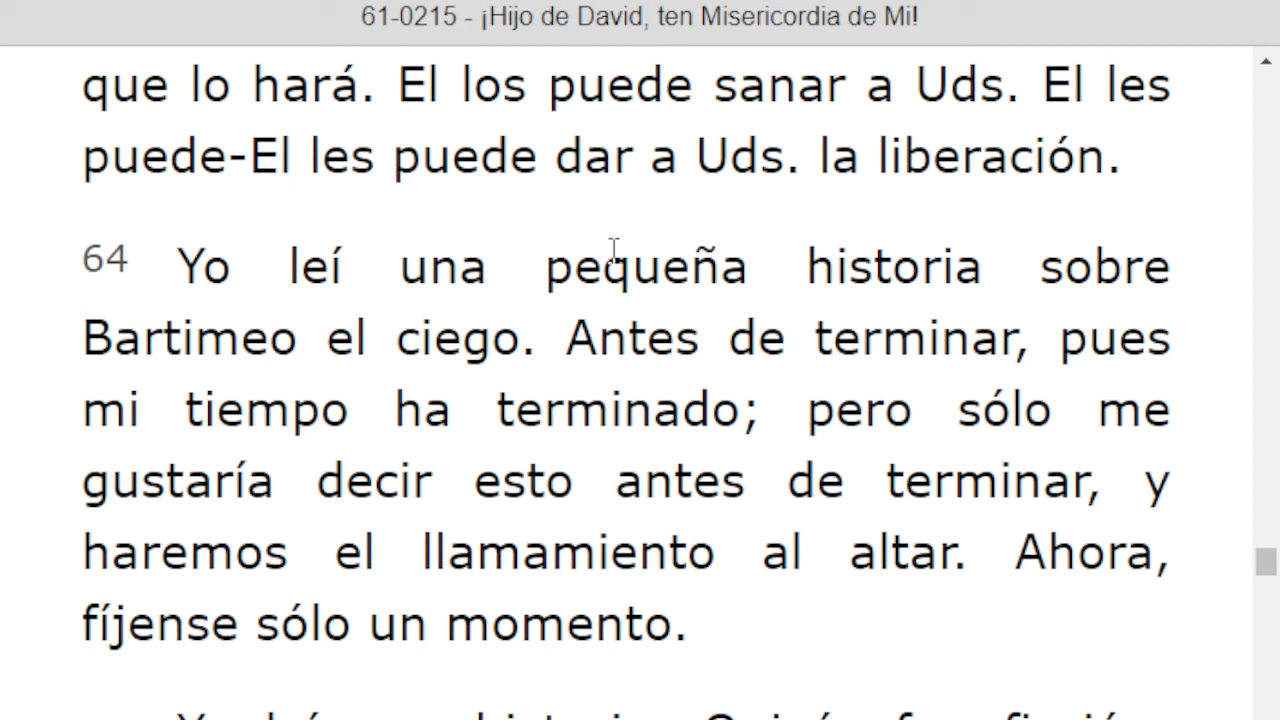 61-0215 - ¡Hijo de David, ten Misericordia de Mi!
que lo hará. El los puede sanar a Uds. El les
puede-El les puede dar a Uds. la liberación.
64 Yo leí una pequeña historia sobre
Bartimeo el ciego. Antes de terminar, pues
mi tiempo ha terminado; pero sólo me
gustaría decir esto antes de terminar, y
haremos el llamamiento al altar. Ahora,
fíjense sólo un momento.